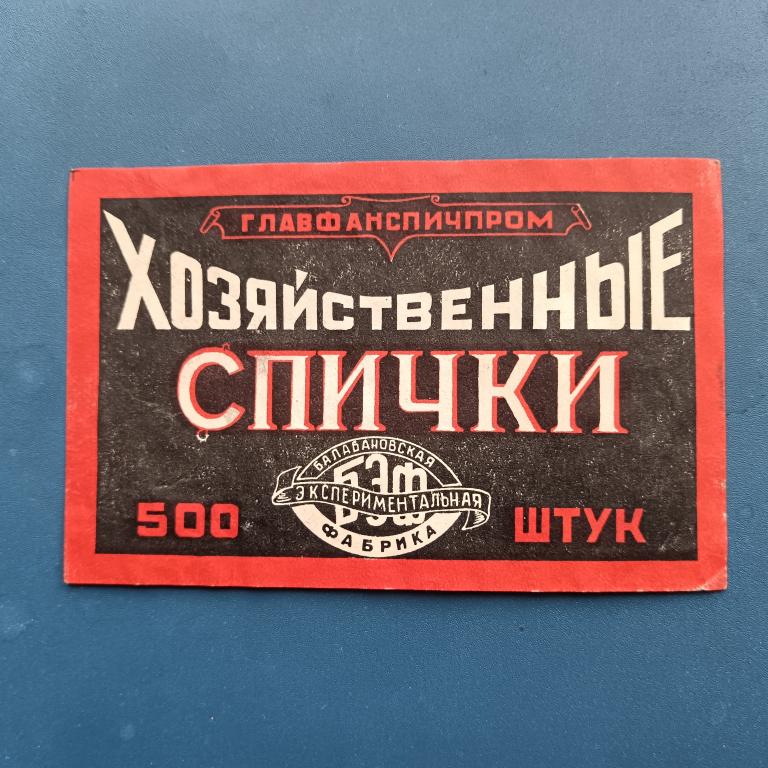 ГЛАВФАНСПИЧПРОМ
ХОЗЯЙСТВЕННЫЕ
СПИЧКИ
БАЛАБАНОВСКАЯ
БЭФ
ЭКСПЕРИМЕНТАЛЬНАЯ
ФАБРИКА
500 ШТУК